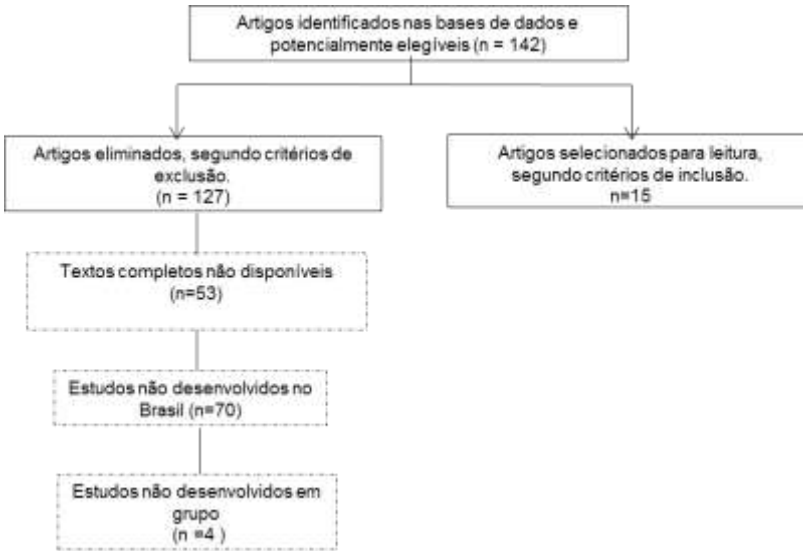 Artigos identificados nas bases de dados e
potencialmente elegíveis (n = 142)
Artigos eliminados, segundo critérios de
exclusão.
(n = 127)
Artigos selecionados para leitura,
segundo critérios de inclusão.
n=15
Textos completos não disponíveis
(n=53)
Estudos não desenvolvidos no
Brasil (n=70)
Estudos não desenvolvidos em
grupo
(n =4 )